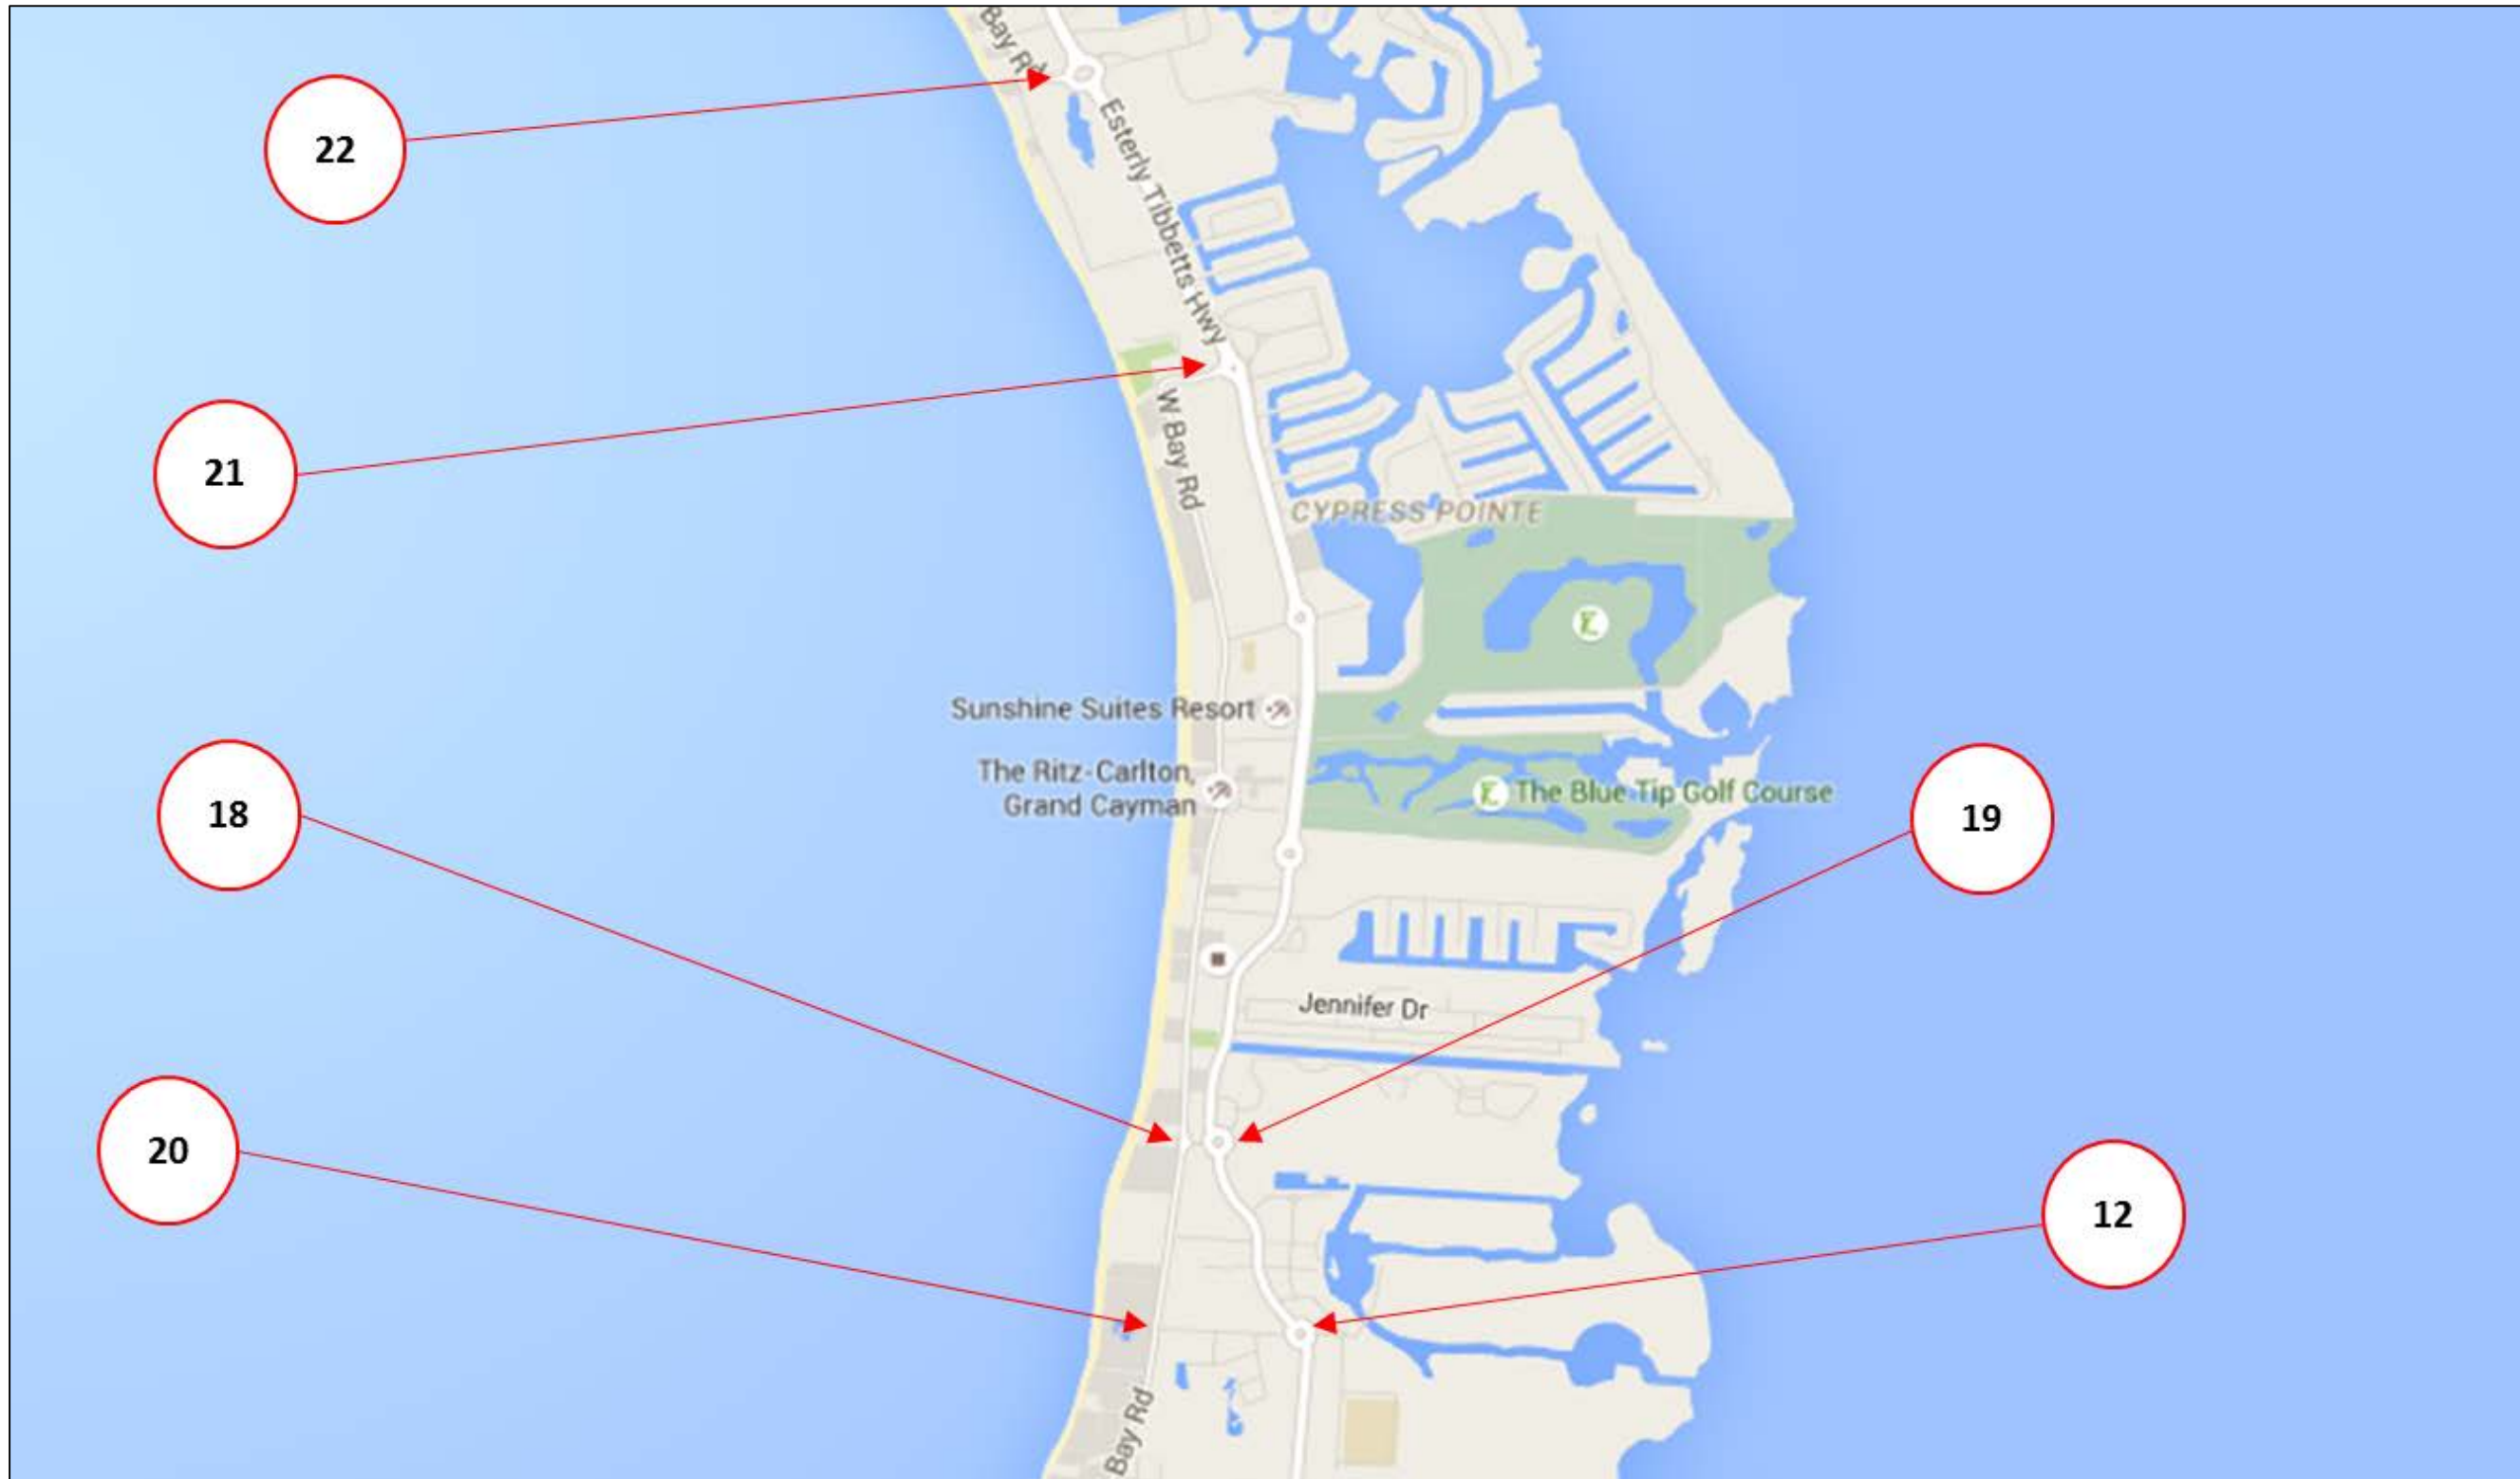 Bay Rd
22
Esterly Tibbetts Hwy
21
W Bay Rd
CYPRESS POINTE
Sunshine Suites Resort
The Ritz-Carlton,
Grand Cayman
The Blue Tip Golf Course
18
19
Jennifer Dr
20
12
Bay Rd